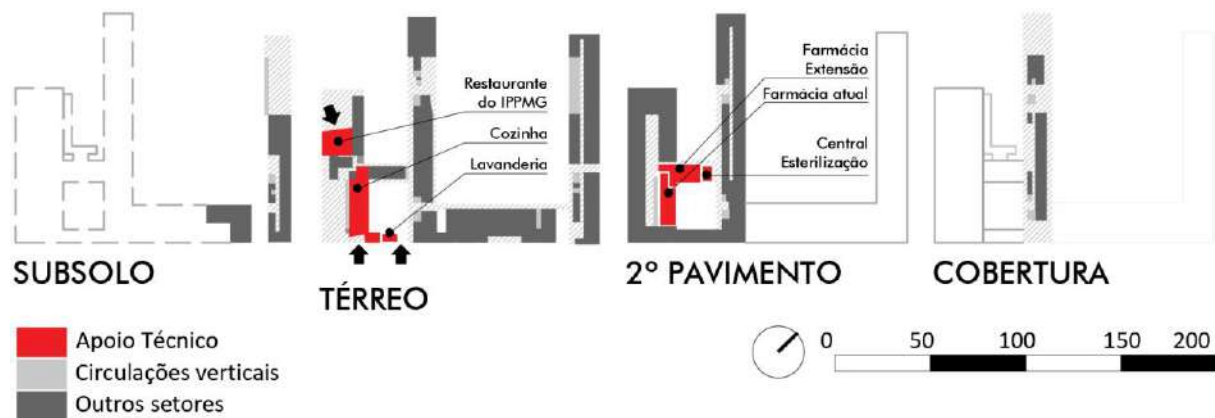 Restaurante
do IPPMG
Cozinha
Lavanderia
Farmácia
Extensão
Farmácia atual
Central
Esterilização
SUBSOLO
TÉRREO
2º PAVIMENTO
COBERTURA
Apoio Técnico
Circulações verticais
Outros setores
0 50 100 150 200